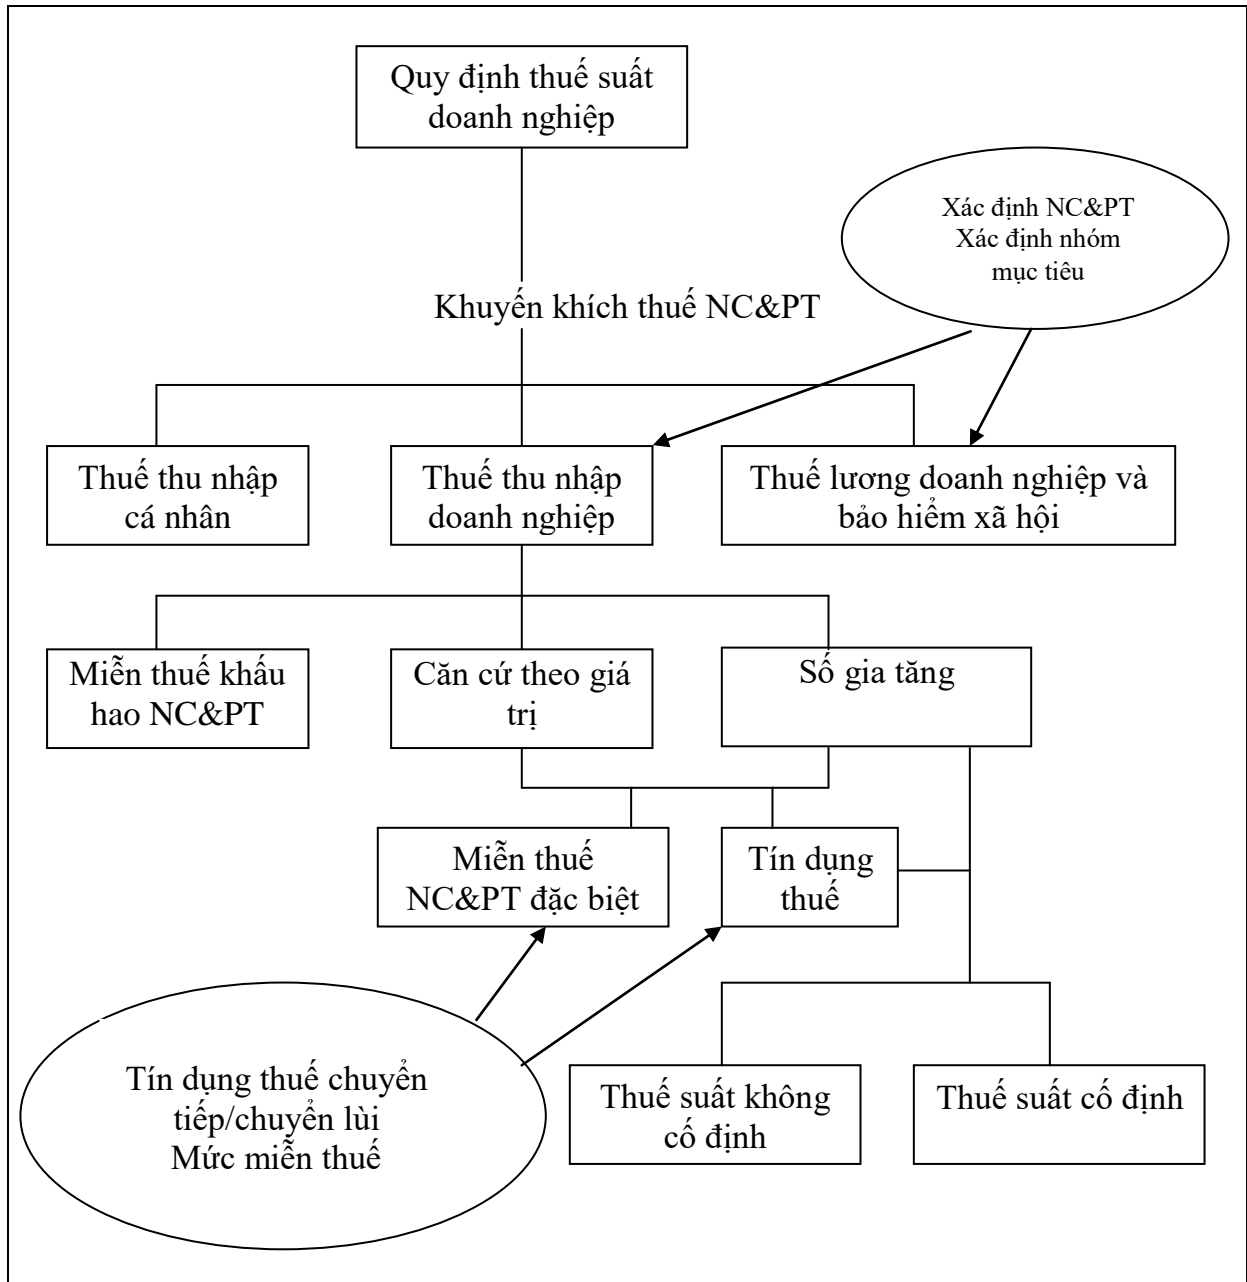 Quy định thuế suất
doanh nghiệp
Xác định NC&PT
Xác định nhóm
mục tiêu
Khuyến khích thuế NC&PT
Thuế thu nhập
cá nhân
Thuế thu nhập
doanh nghiệp
Thuế lương doanh nghiệp và
bảo hiểm xã hội
Miễn thuế khấu
hao NC&PT
Căn cứ theo giá
trị
Số gia tăng
Miễn thuế
NC&PT đặc biệt
Tín dụng
thuế
Tín dụng thuế chuyển
tiếp/chuyển lùi
Mức miễn thuế
Thuế suất không
cố định
Thuế suất cố định